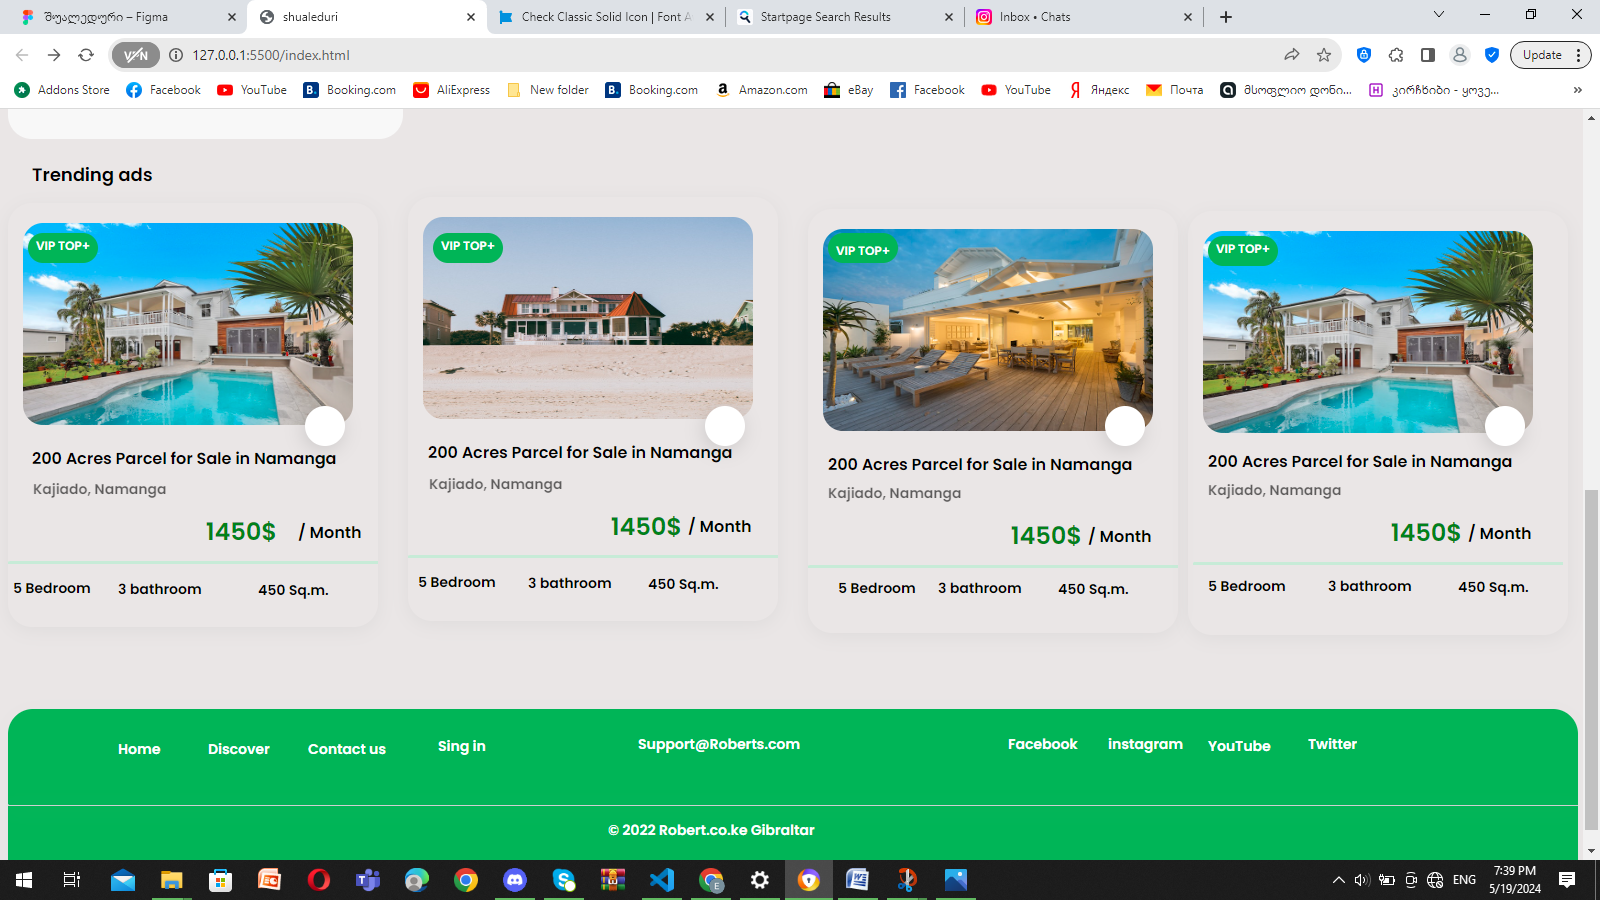 შუალედური – Figma
shualeduri
Check Classic Solid Icon | Font A
Startpage Search Results
Inbox • Chats
VPN
127.0.0.1:5500/index.html
Update
Addons Store
Facebook
YouTube
Booking.com
AliExpress
New folder
Booking.com
Amazon.com
eBay
Facebook
YouTube
Яндекс
Почта
მსოფლიო დონი...
კირჩხიბი - ყოვე...
Trending ads
VIP TOP+
VIP TOP+
VIP TOP+
VIP TOP+
200 Acres Parcel for Sale in Namanga
200 Acres Parcel for Sale in Namanga
200 Acres Parcel for Sale in Namanga
200 Acres Parcel for Sale in Namanga
Kajiado, Namanga
Kajiado, Namanga
Kajiado, Namanga
Kajiado, Namanga
1450$ / Month
1450$ / Month
1450$ / Month
1450$ / Month
5 Bedroom 3 bathroom 450 Sq.m.
5 Bedroom 3 bathroom 450 Sq.m.
5 Bedroom 3 bathroom 450 Sq.m.
5 Bedroom 3 bathroom 450 Sq.m.
Home Discover Contact us Sing in Support@Roberts.com Facebook instagram YouTube Twitter
© 2022 Robert.co.ke Gibraltar
ENG
7:39 PM
5/19/2024